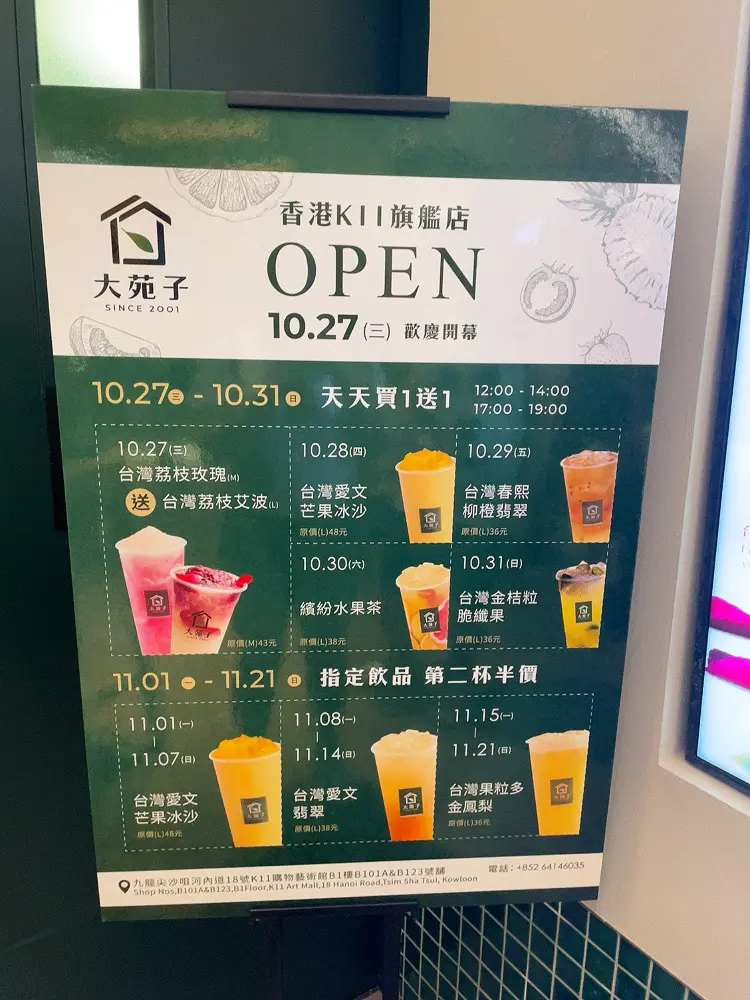 大苑子
SINCE 2001
香港K11旗艦店
OPEN
10.27(三) 歡慶開幕
10.27三 - 10.31日 天天買1送1
12:00 - 14:00
17:00 - 19:00
10.27(三)
台灣荔枝玫瑰(M)
送 台灣荔枝艾波(L)
原價(M)43元
10.28(四)
台灣愛文
芒果冰沙
原價(L)48元
10.29(五)
台灣春熙
柳橙翡翠
原價(L)36元
10.30(六)
繽紛水果茶
原價(L)38元
10.31(日)
台灣金桔粒
脆纖果
原價(L)36元
11.01一 - 11.21日 指定飲品 第二杯半價
11.01(一)
|
11.07(日)
台灣愛文
芒果冰沙
原價(L)48元
11.08(一)
|
11.14(日)
台灣愛文
翡翠
原價(L)38元
11.15(一)
|
11.21(日)
台灣果粒多
金鳳梨
原價(L)36元
九龍尖沙咀河內道18號K11購物藝術館B1樓B101A&B123號舖
電話：+852 64146035
Shop Nos,B101A&B123,B1Floor,K11 Art Mall,18 Hanoi Road,Tsim Sha Tsui, Kowloon